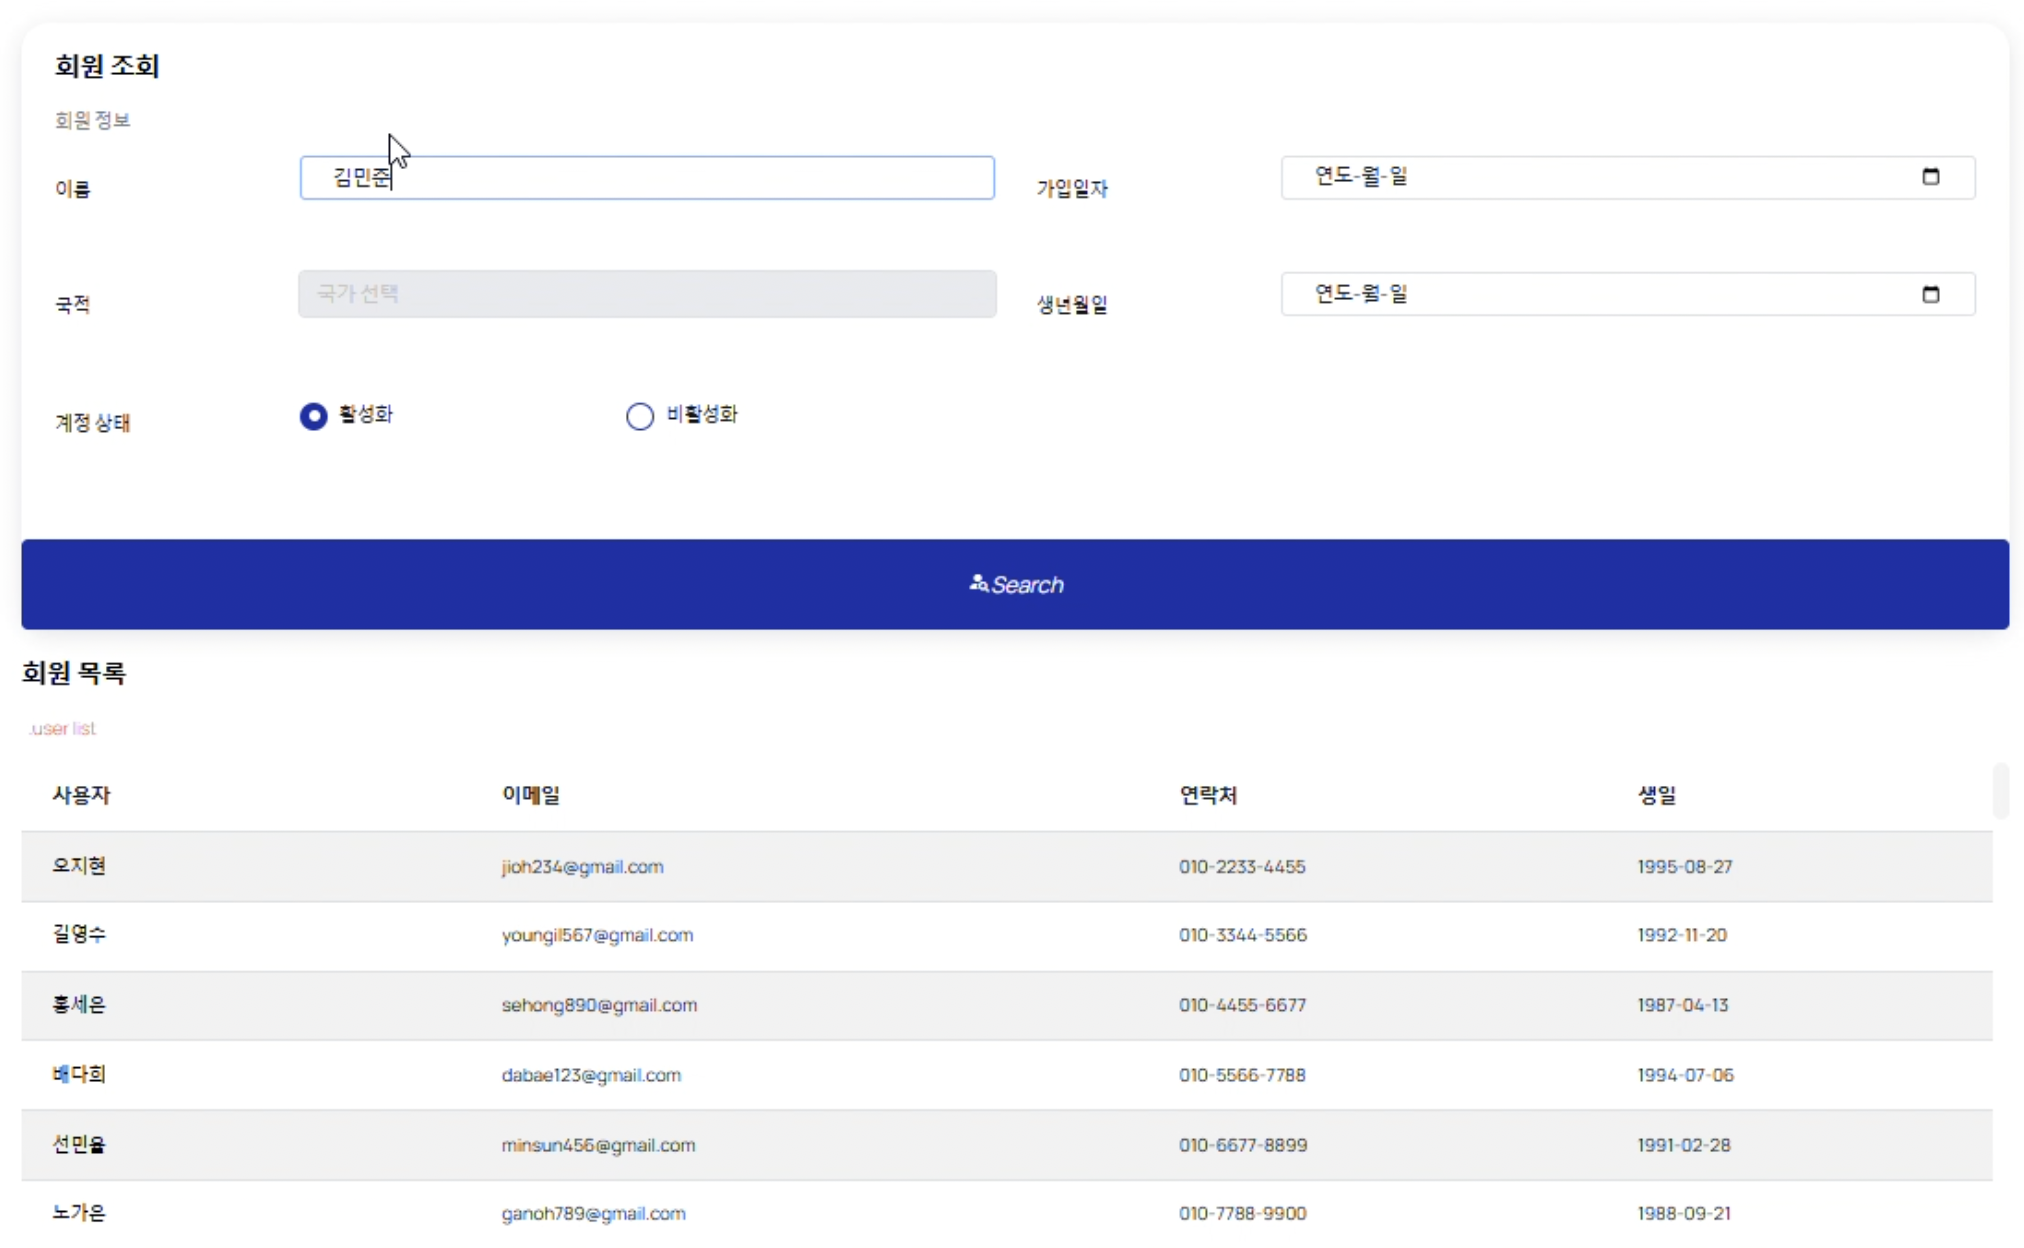 회원 조회
회원 정보
이름 김민준 가입일자 연도-월-일
국적 국가 선택 생년월일 연도-월-일
계정 상태 활성화 비활성화
Search
회원 목록
.user list
사용자 이메일 연락처 생일
오지현 jioh234@gmail.com 010-2233-4455 1995-08-27
길영수 youngil567@gmail.com 010-3344-5566 1992-11-20
홍세은 sehong890@gmail.com 010-4455-6677 1987-04-13
배다희 dabae123@gmail.com 010-5566-7788 1994-07-06
선민율 minsun456@gmail.com 010-6677-8899 1991-02-28
노가은 ganoh789@gmail.com 010-7788-9900 1988-09-21